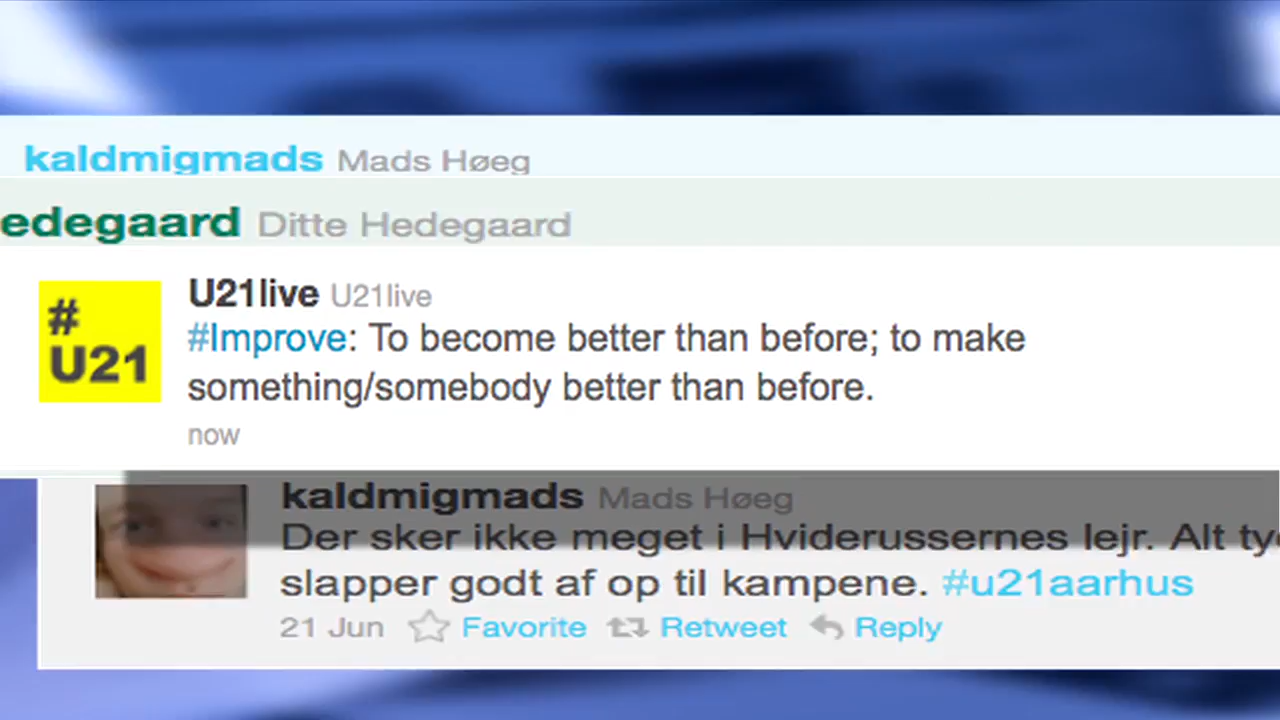 kaldmigmads Mads Høeg
edegaard Ditte Hedegaard
# U21
U21live U21live
#Improve: To become better than before; to make
something/somebody better than before.
now
kaldmigmads Mads Høeg
Der sker ikke meget i Hviderussernes lejr. Alt
slapper godt af op til kampene. #u21aarhus
21 Jun Favorite Retweet Reply